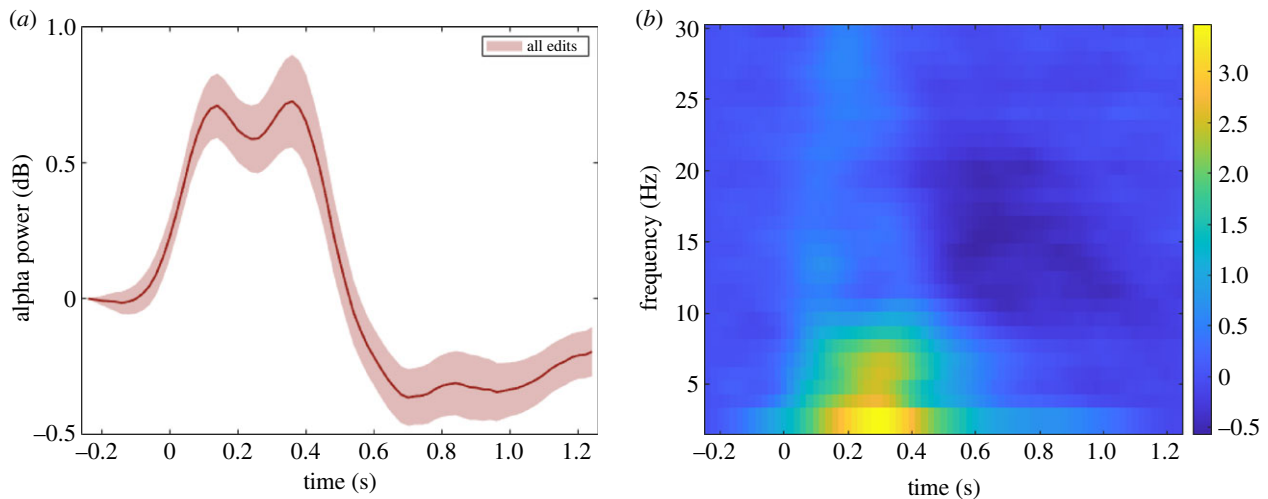 (a)
1.0
0.5
0
–0.5
alpha power (dB)
all edits
–0.2 0 0.2 0.4 0.6 0.8 1.0 1.2
time (s)
(b)
30
25
20
15
10
5
frequency (Hz)
–0.2 0 0.2 0.4 0.6 0.8 1.0 1.2
time (s)
3.0
2.5
2.0
1.5
1.0
0.5
0
–0.5